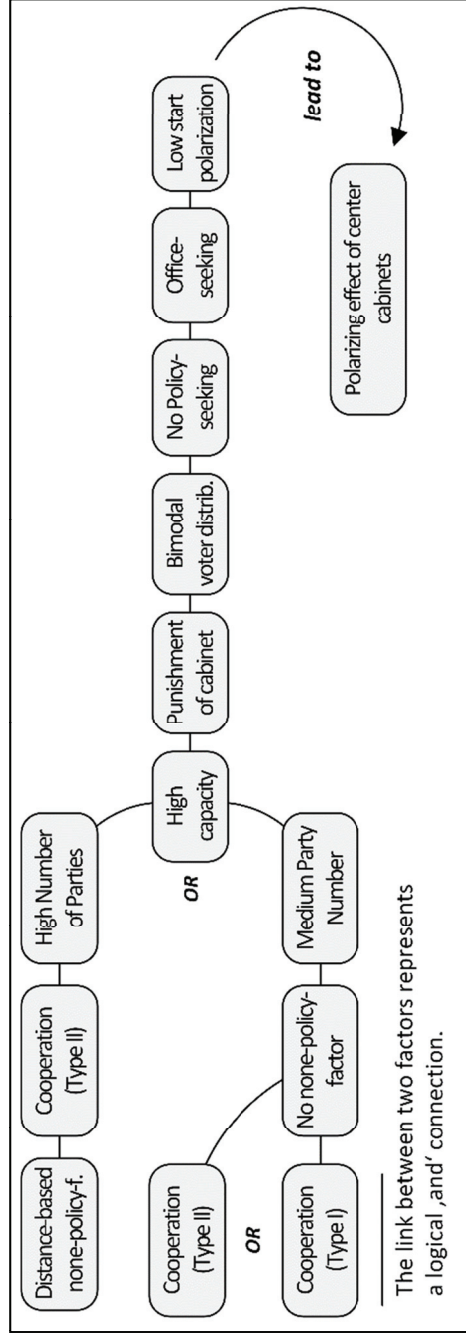 Distance-based
none-policy-f.
Cooperation
(Type II)
High Number
of Parties
Cooperation
(Type II)
OR
Cooperation
(Type I)
No none-policy-
factor
Medium Party
Number
OR
High
capacity
Punishment
of cabinet
Bimodal
voter distrib.
No Policy-
seeking
Office-
seeking
Low start
polarization
lead to
Polarizing effect of center
cabinets
The link between two factors represents
a logical ‚and‘ connection.